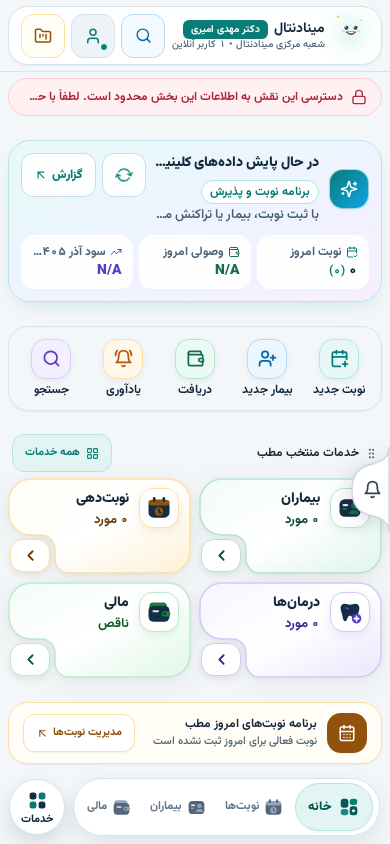 مینادنتال
دکتر مهدی امیری
شعبه مرکزی مینادنتال • ۱ کاربر آنلاین
دسترسی این نقش به اطلاعات این بخش محدود است. لطفاً با حـ...
در حال پایش داده‌های کلینیـ...
برنامه نوبت و پذیرش
با ثبت نوبت، بیمار یا تراکنش مـ...
گزارش
نوبت امروز
۰ (۰)
وصولی امروز
N/A
سود آذر ۴۰۵...
N/A
نوبت جدید
بیمار جدید
دریافت
یادآوری
جستجو
خدمات منتخب مطب
همه خدمات
بیماران
۰ مورد
نوبت‌دهی
۰ مورد
درمان‌ها
۰ مورد
مالی
ناقص
برنامه نوبت‌های امروز مطب
نوبت فعالی برای امروز ثبت نشده است
مدیریت نوبت‌ها
خانه
نوبت‌ها
بیماران
مالی
خدمات